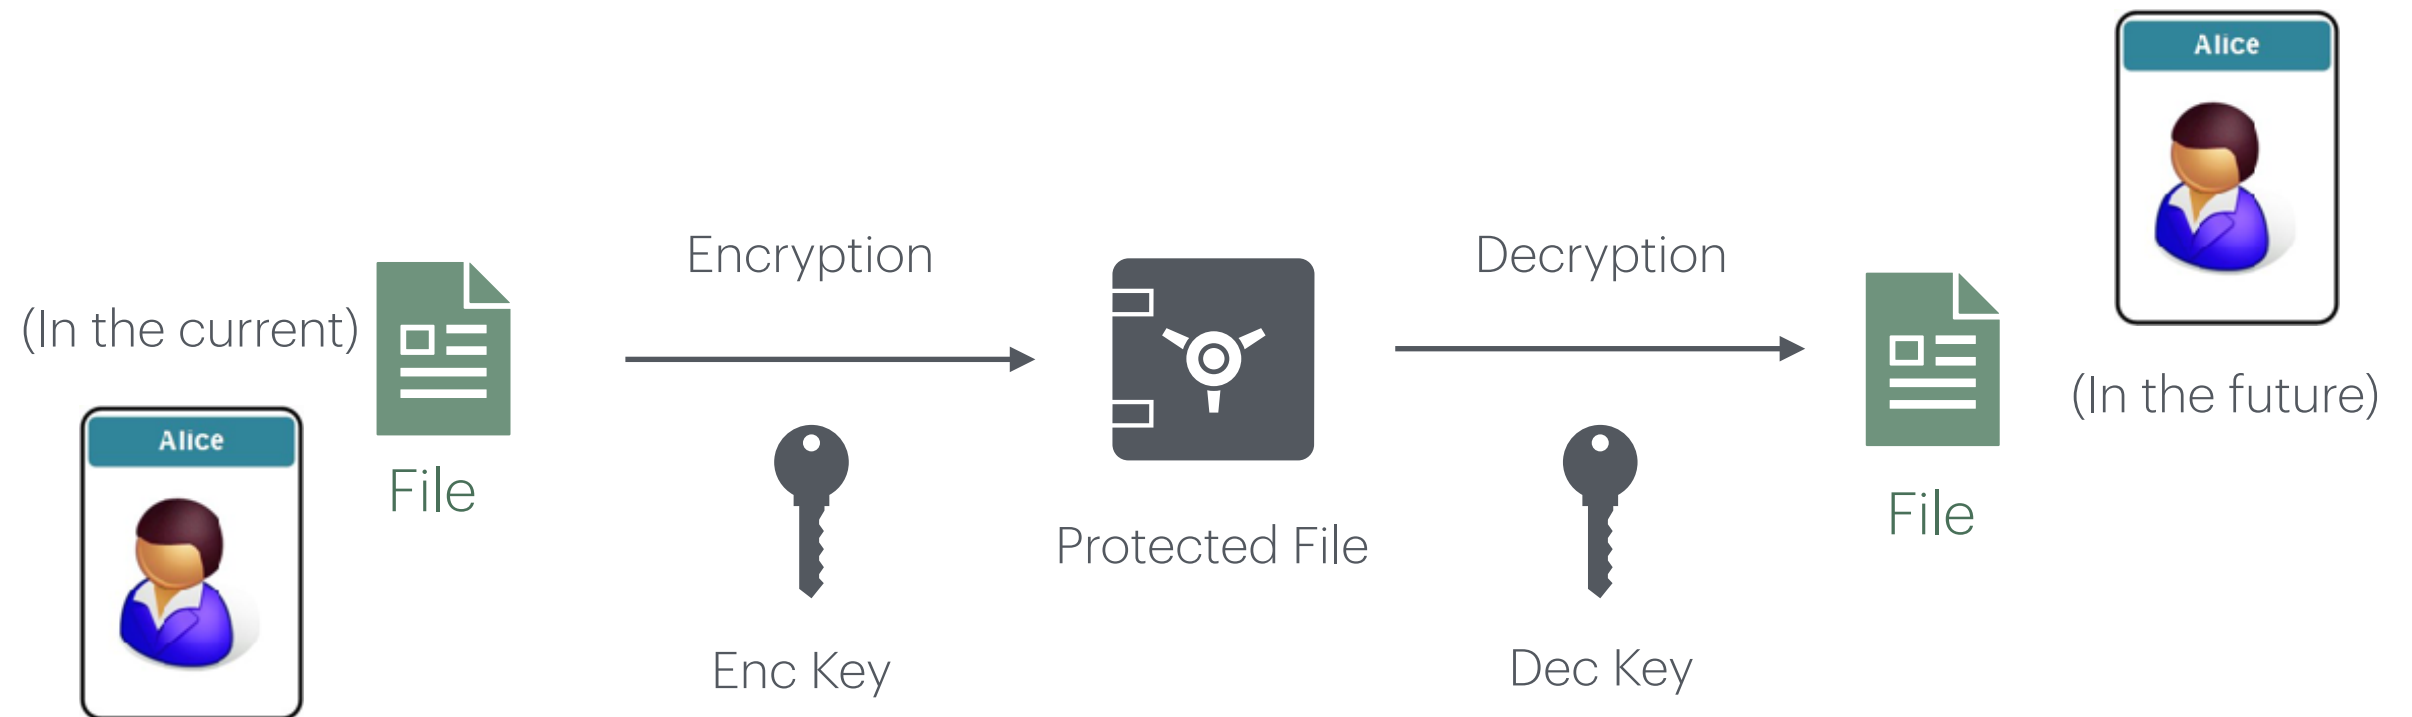 Alice
Encryption
Decryption
(In the current)
(In the future)
Alice
File
File
Protected File
Enc Key
Dec Key